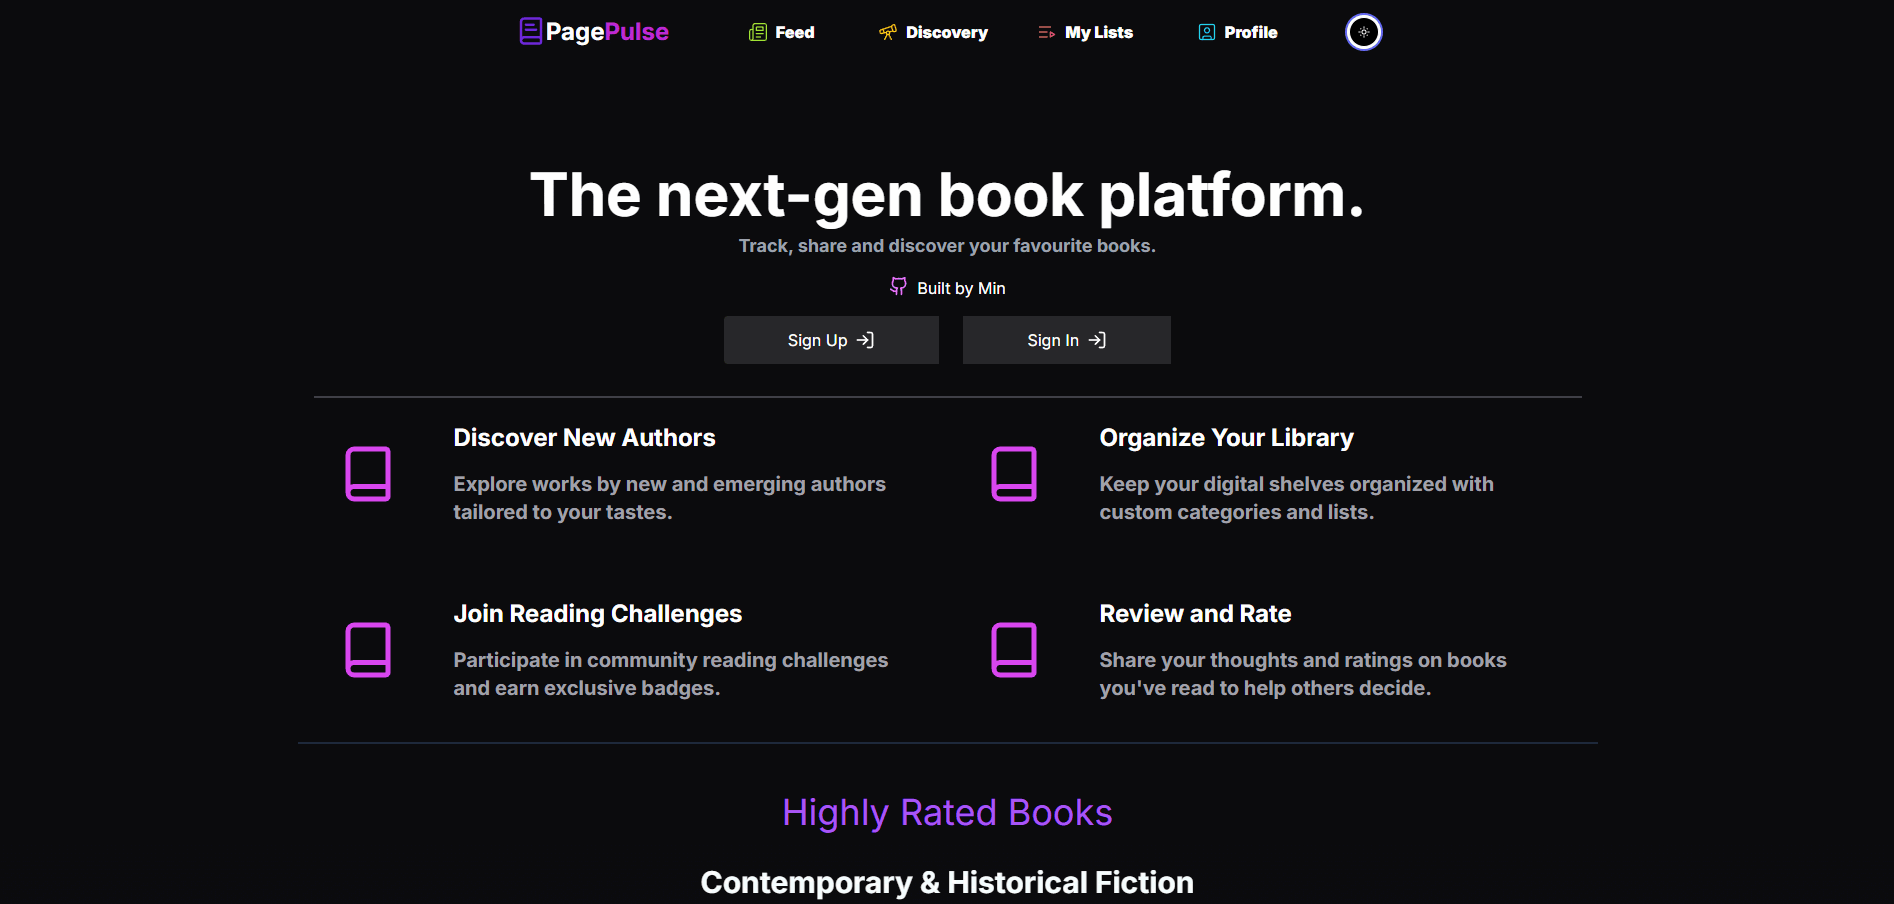 PagePulse
Feed
Discovery
My Lists
Profile
The next-gen book platform.
Track, share and discover your favourite books.
Built by Min
Sign Up
Sign In
Discover New Authors
Explore works by new and emerging authors
tailored to your tastes.
Organize Your Library
Keep your digital shelves organized with
custom categories and lists.
Join Reading Challenges
Participate in community reading challenges
and earn exclusive badges.
Review and Rate
Share your thoughts and ratings on books
you've read to help others decide.
Highly Rated Books
Contemporary & Historical Fiction